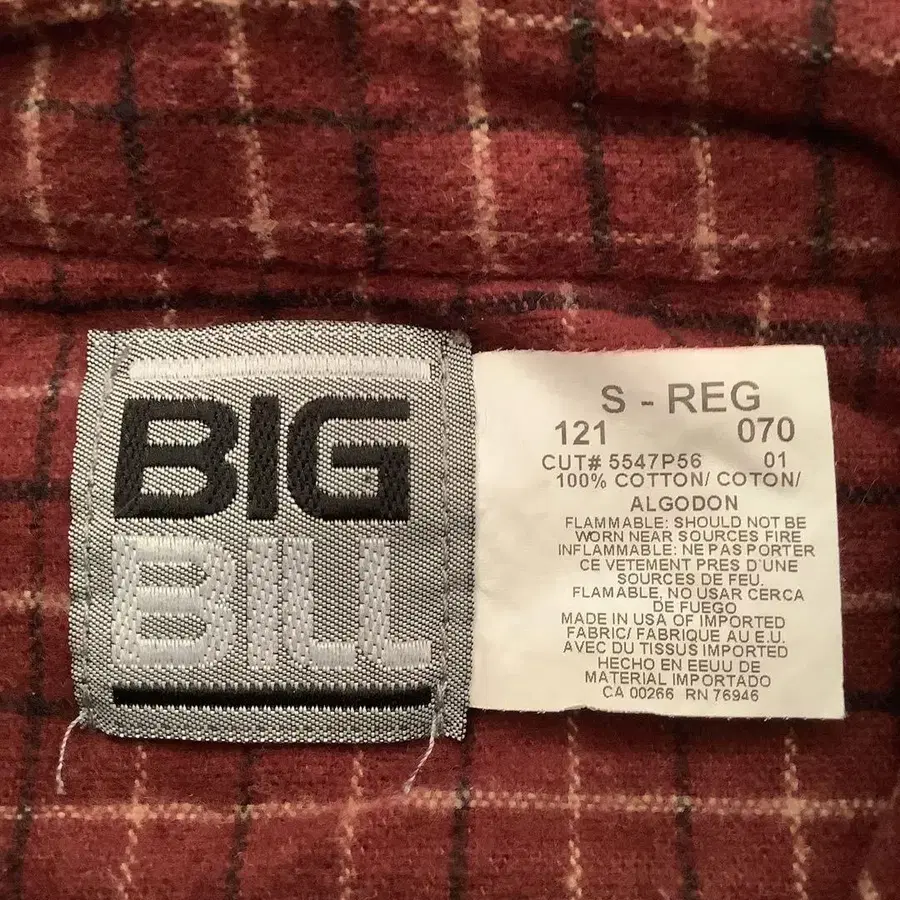 BIG
BILL
S - REG
121 070
CUT# 5547P56 01
100% COTTON/ COTON/
ALGODON
FLAMMABLE: SHOULD NOT BE
WORN NEAR SOURCES FIRE
INFLAMMABLE: NE PAS PORTER
CE VETEMENT PRES D'UNE
SOURCES DE FEU.
FLAMABLE, NO USAR CERCA
DE FUEGO
MADE IN USA OF IMPORTED
FABRIC/ FABRIQUE AU E.U.
AVEC DU TISSUS IMPORTED
HECHO EN EEUU DE
MATERIAL IMPORTADO
CA 00266 RN 76946